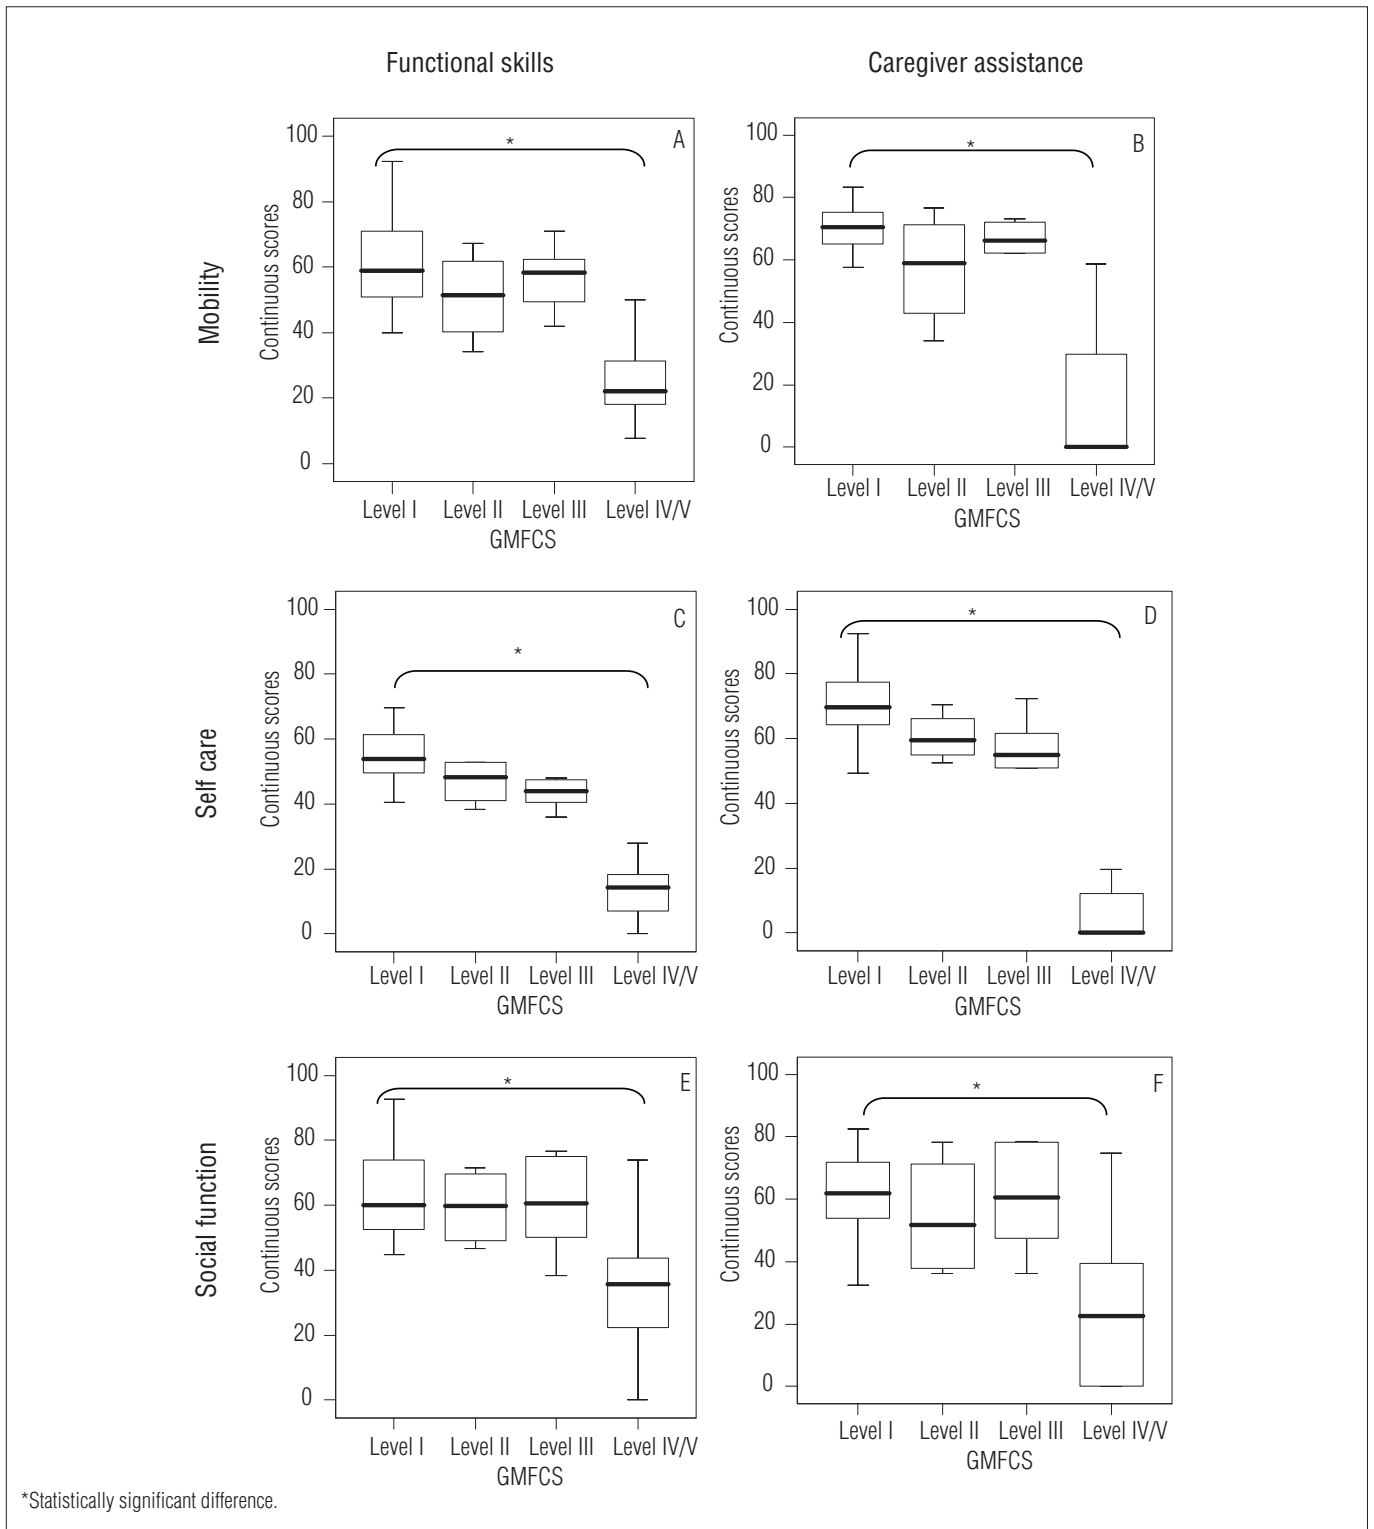 Functional skills
Caregiver assistance
Mobility
Continuous scores
100
80
60
40
20
0
A
*
Level I Level II Level III Level IV/V
GMFCS
Continuous scores
100
80
60
40
20
0
B
*
Level I Level II Level III Level IV/V
GMFCS
Self care
Continuous scores
100
80
60
40
20
0
C
*
Level I Level II Level III Level IV/V
GMFCS
Continuous scores
100
80
60
40
20
0
D
*
Level I Level II Level III Level IV/V
GMFCS
Social function
Continuous scores
100
80
60
40
20
0
E
*
Level I Level II Level III Level IV/V
GMFCS
Continuous scores
100
80
60
40
20
0
F
*
Level I Level II Level III Level IV/V
GMFCS
*Statistically significant difference.